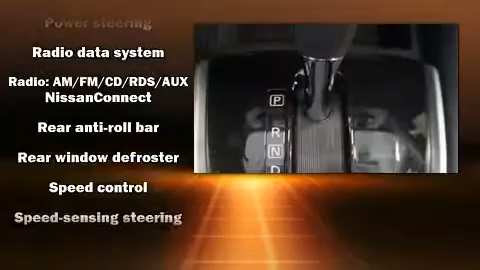 Power steering
Radio data system
Radio: AM/FM/CD/RDS/AUX
NissanConnect
Rear anti-roll bar
Rear window defroster
Speed control
Speed-sensing steering
P
R
N
D